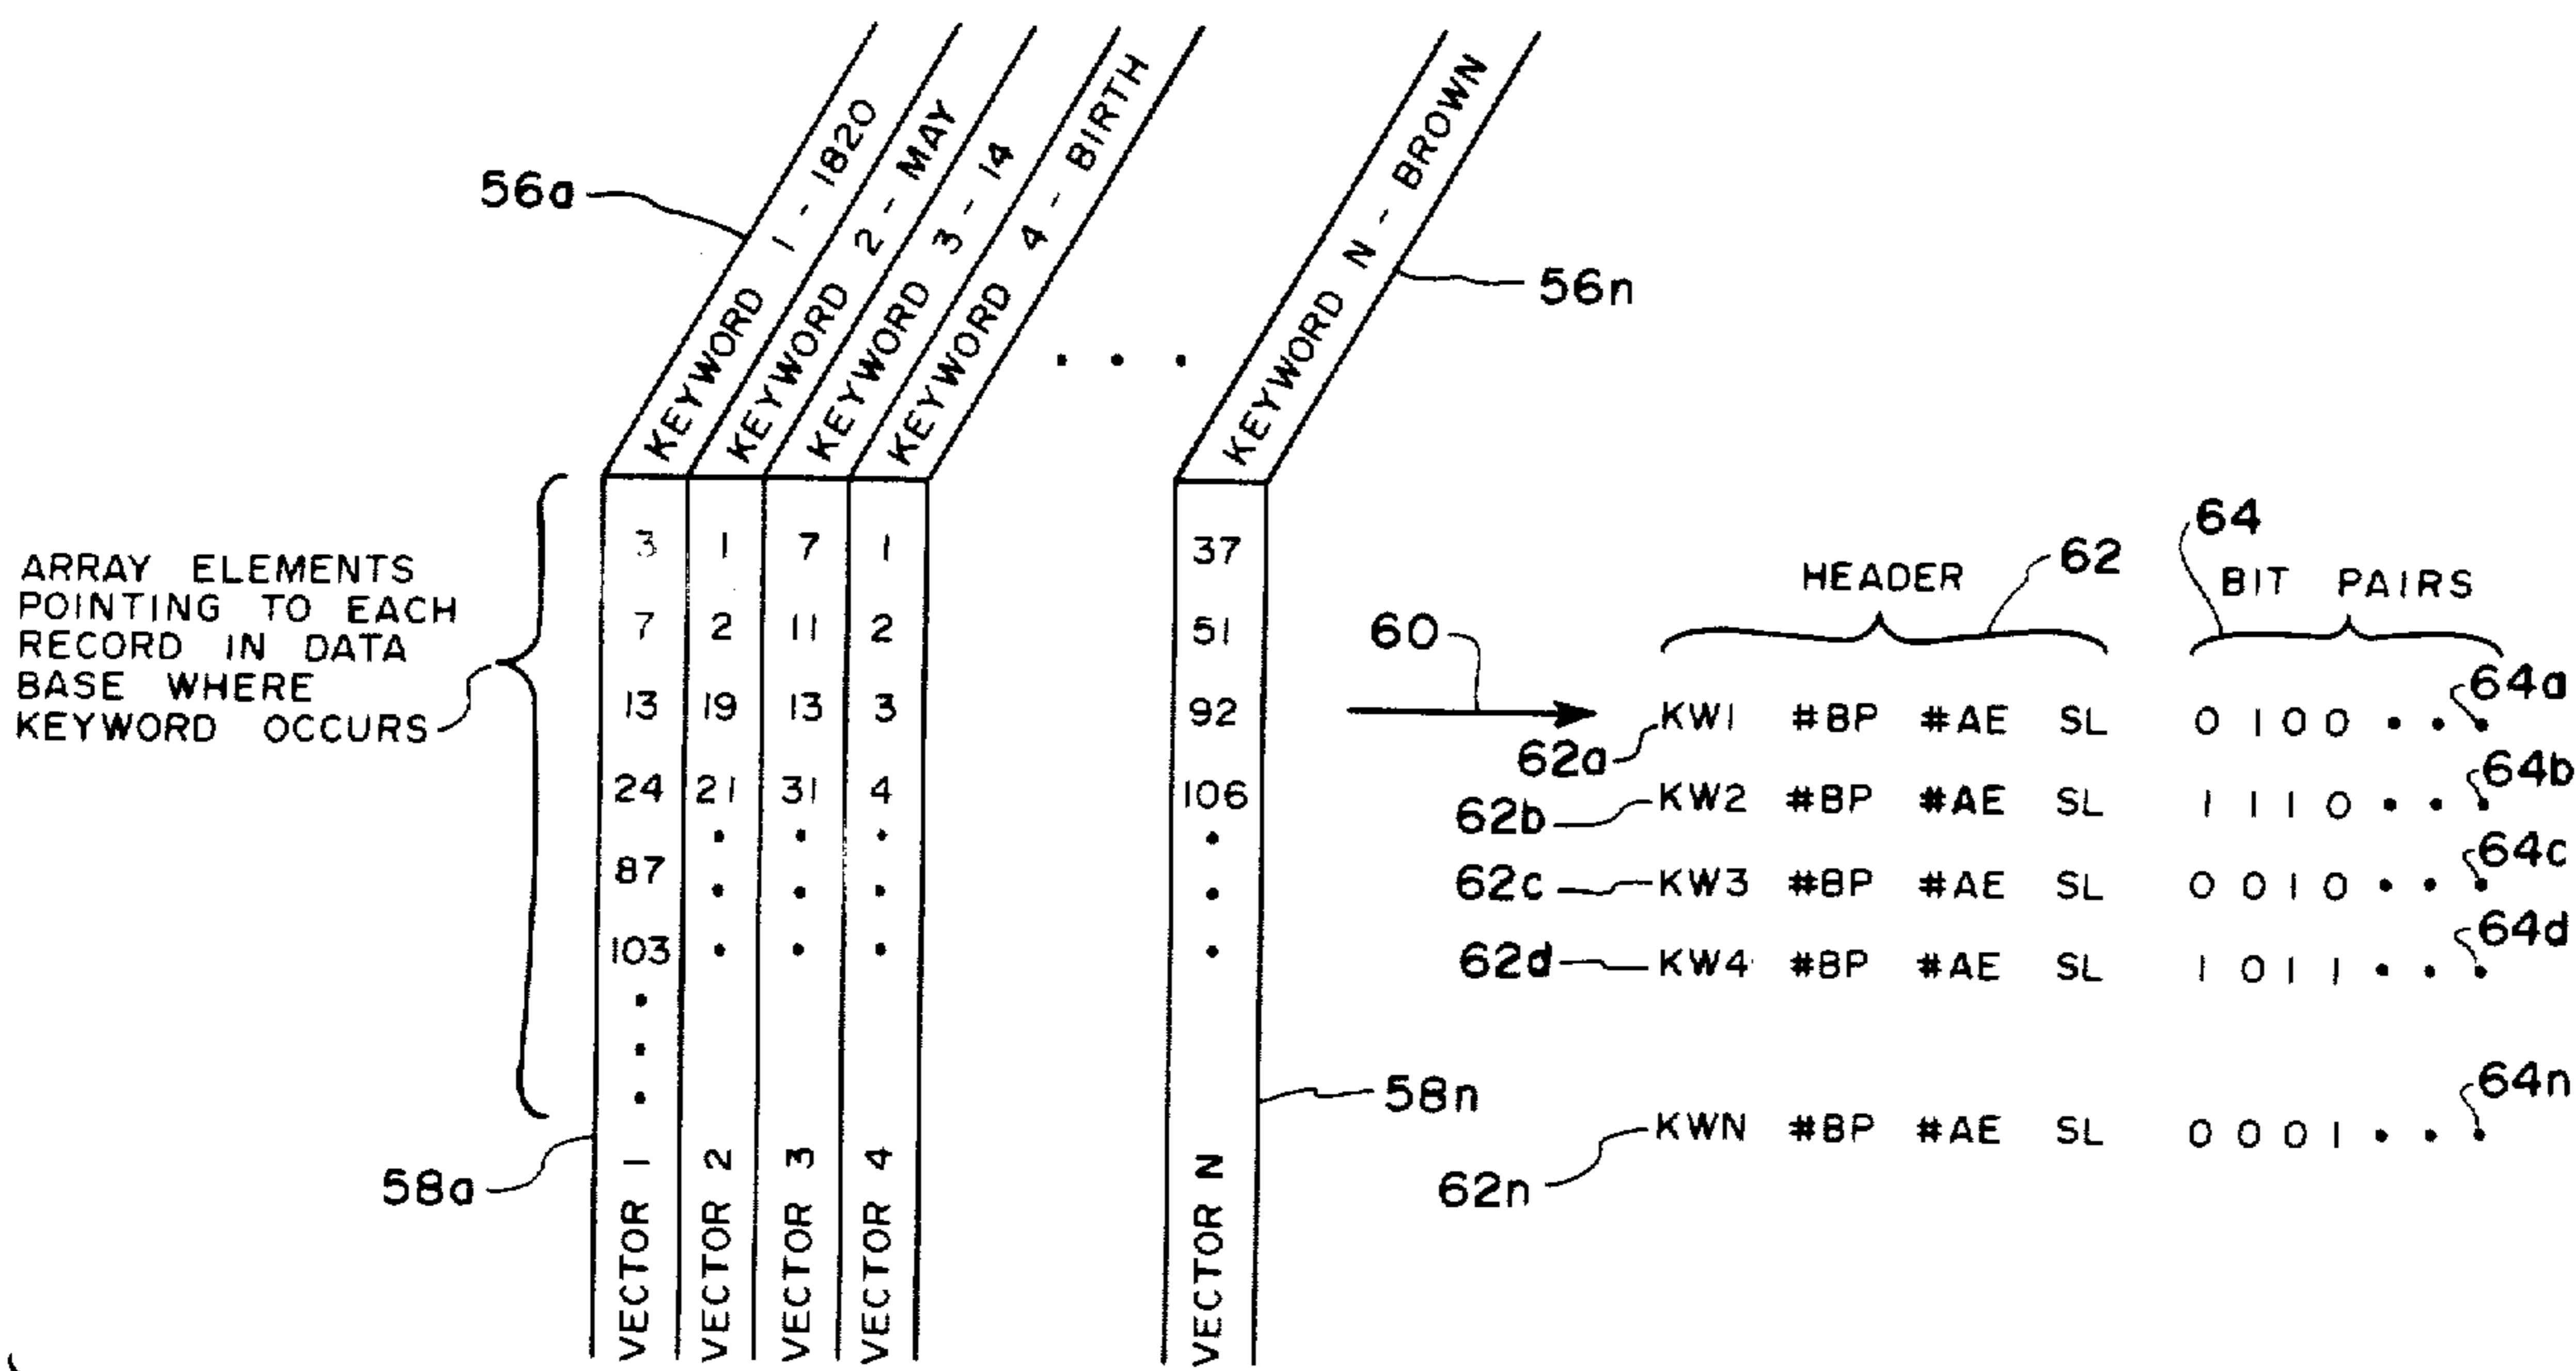 56a
KEYWORD 1 - 1820
KEYWORD 2 - MAY
KEYWORD 3 - 14
KEYWORD 4 - BIRTH
• • •
KEYWORD N - BROWN
56n
ARRAY ELEMENTS
POINTING TO EACH
RECORD IN DATA
BASE WHERE
KEYWORD OCCURS
3 1 7 1 37
7 2 11 2 51
13 19 13 3 92
24 21 31 4 106
87
103
VECTOR 1
VECTOR 2
VECTOR 3
VECTOR 4
VECTOR N
58a
58n
60
HEADER
62
64
BIT PAIRS
KW1 #BP #AE SL 0 1 0 0 • • •
62a
64a
KW2 #BP #AE SL 1 1 1 0 • • •
62b
64b
KW3 #BP #AE SL 0 0 1 0 • • •
62c
64c
KW4 #BP #AE SL 1 0 1 1 • • •
62d
64d
KWN #BP #AE SL 0 0 0 1 • • •
62n
64n